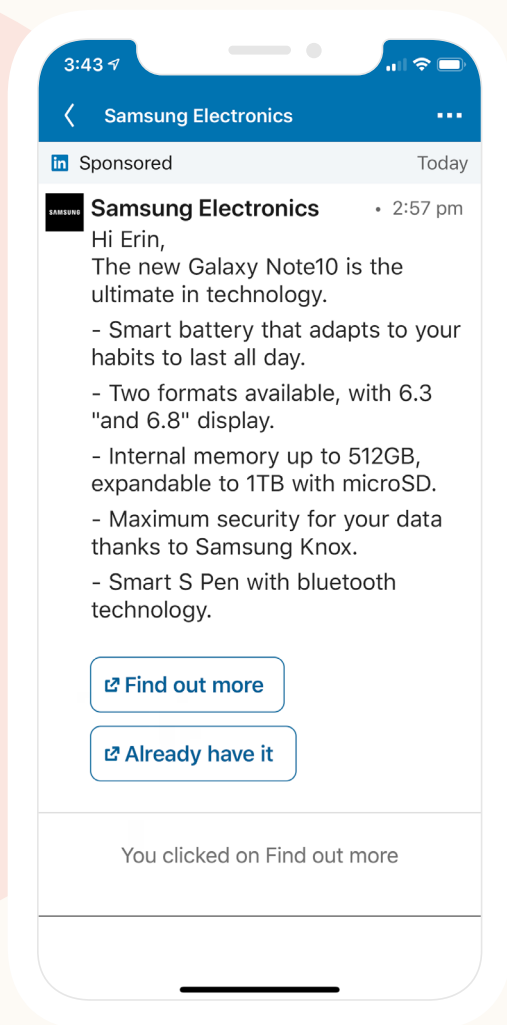 3:43
Samsung Electronics
in Sponsored Today
SAMSUNG
Samsung Electronics • 2:57 pm
Hi Erin,
The new Galaxy Note10 is the
ultimate in technology.
- Smart battery that adapts to your
habits to last all day.
- Two formats available, with 6.3
"and 6.8" display.
- Internal memory up to 512GB,
expandable to 1TB with microSD.
- Maximum security for your data
thanks to Samsung Knox.
- Smart S Pen with bluetooth
technology.
Find out more
Already have it
You clicked on Find out more